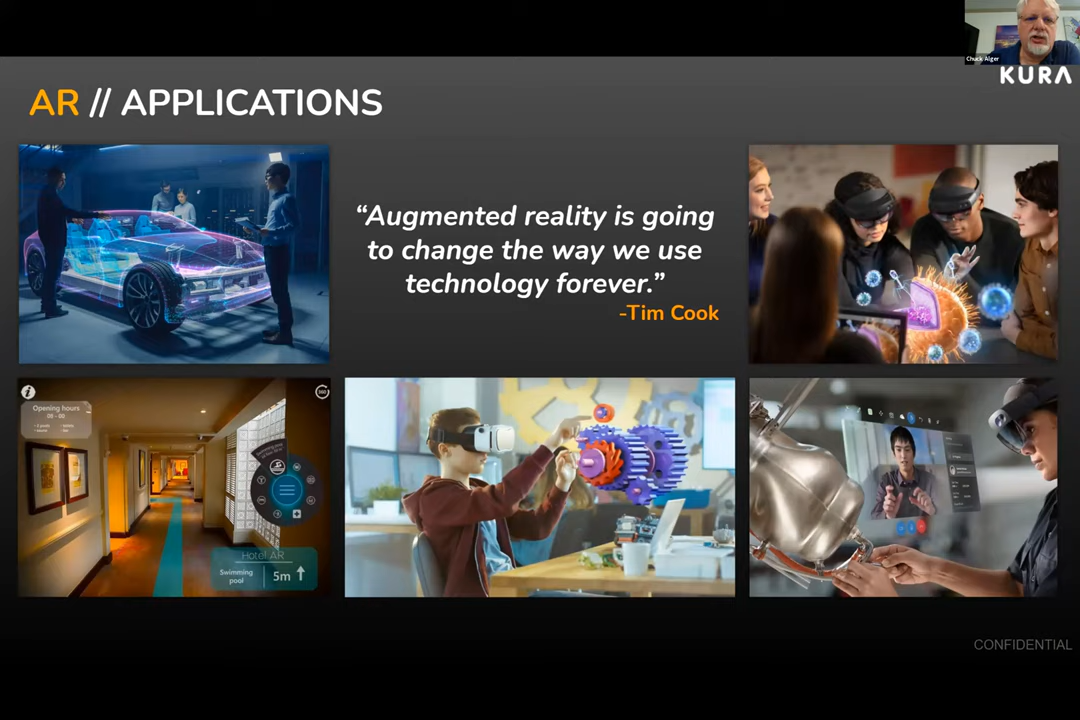 Chuck Alger
KURA
AR // APPLICATIONS
“Augmented reality is going
to change the way we use
technology forever.”
-Tim Cook
Opening hours
Hotel AR
Swimming
pool
5m
CONFIDENTIAL